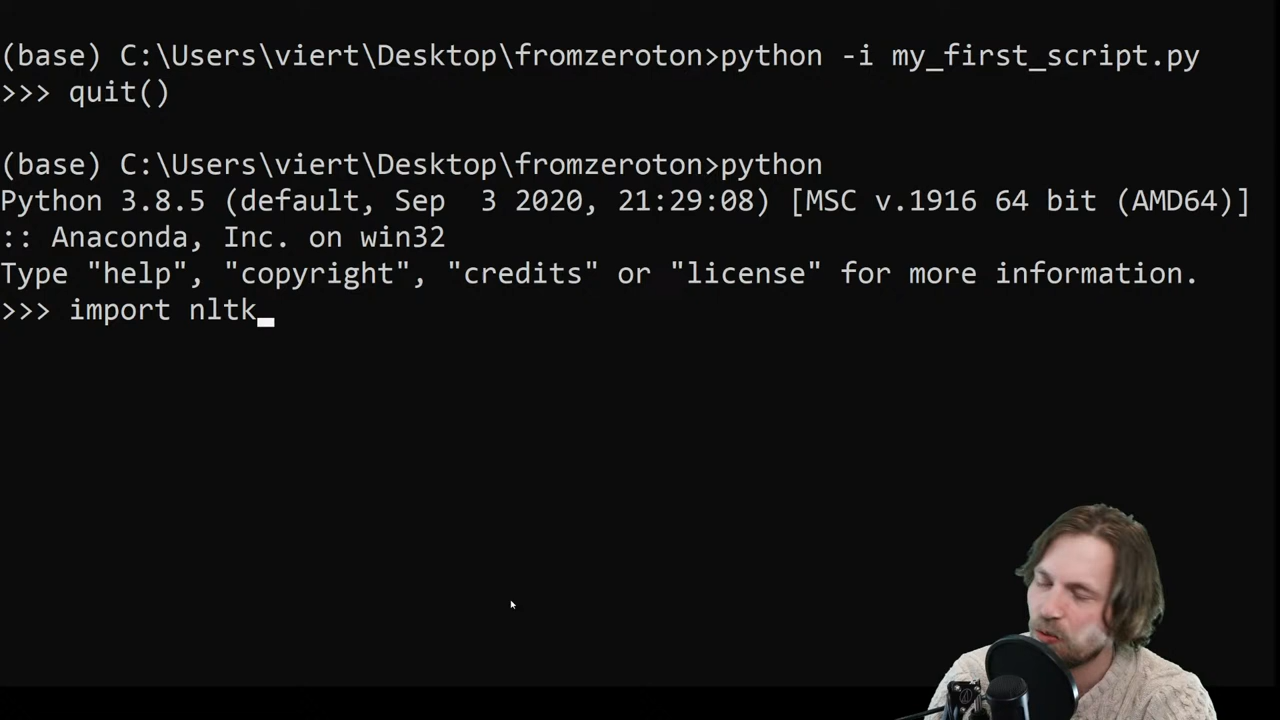 (base) C:\Users\viert\Desktop\fromzeroton>python -i my_first_script.py
>>> quit()
(base) C:\Users\viert\Desktop\fromzeroton>python
Python 3.8.5 (default, Sep  3 2020, 21:29:08) [MSC v.1916 64 bit (AMD64)]
:: Anaconda, Inc. on win32
Type "help", "copyright", "credits" or "license" for more information.
>>> import nltk_